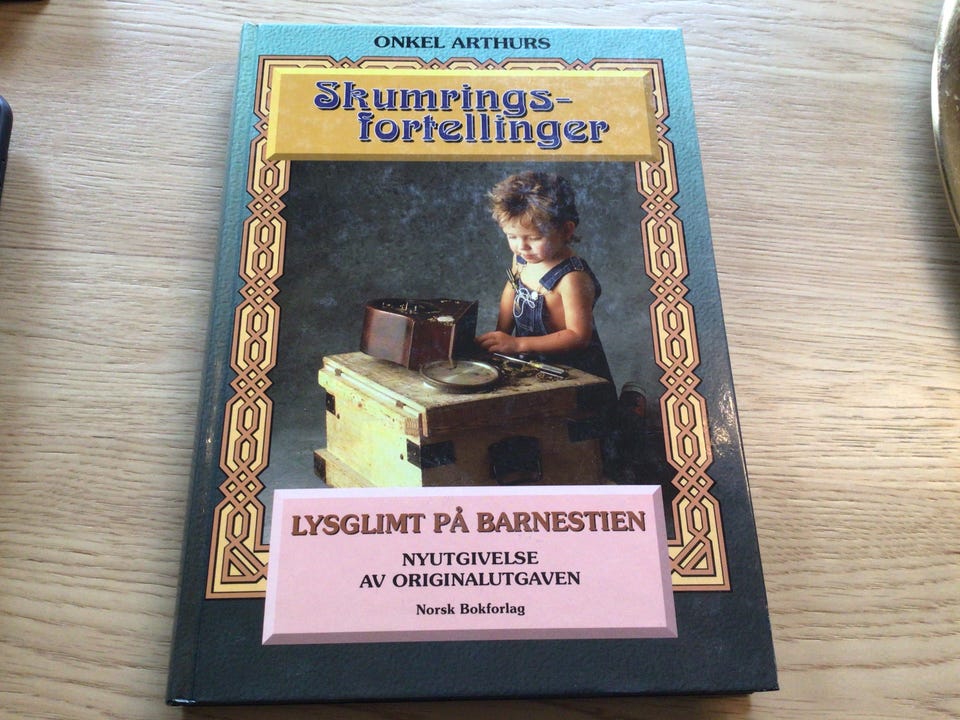 ONKEL ARTHURS
Skumrings-
fortellinger
LYSGLIMT PÅ BARNESTIEN
NYUTGIVELSE
AV ORIGINALUTGAVEN
Norsk Bokforlag